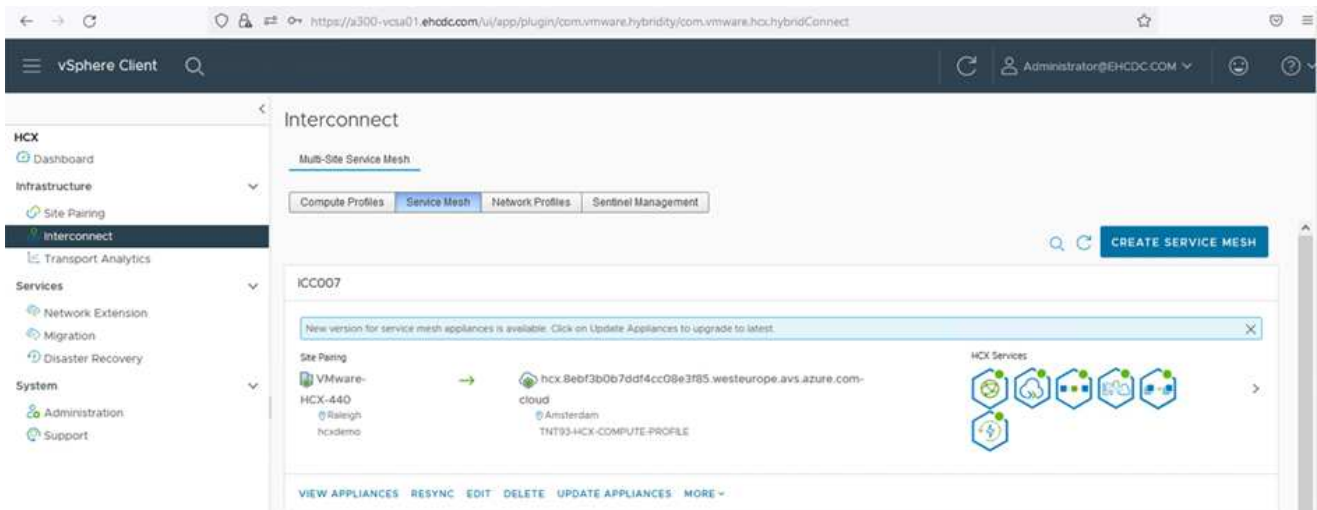 https://a300-vcsa01.ehcdc.com/ui/app/plugin/com.vmware.hybridity/com.vmware.hcx.hybridConnect
vSphere Client
Administrator@EHCDC.COM
HCX
Dashboard
Infrastructure
Site Pairing
Interconnect
Transport Analytics
Services
Network Extension
Migration
Disaster Recovery
System
Administration
Support
Interconnect
Multi-Site Service Mesh
Compute Profiles Service Mesh Network Profiles Sentinel Management
CREATE SERVICE MESH
ICC007
New version for service mesh appliances is available. Click on Update Appliances to upgrade to latest.
Site Pairing
VMware-
HCX-440
Raleigh
hcxdemo
hcx.8ebf3b0b7ddf4cc08e3f85.westeurope.avs.azure.com-
cloud
Amsterdam
TNT93-HCX-COMPUTE-PROFILE
HCX Services
VIEW APPLIANCES RESYNC EDIT DELETE UPDATE APPLIANCES MORE